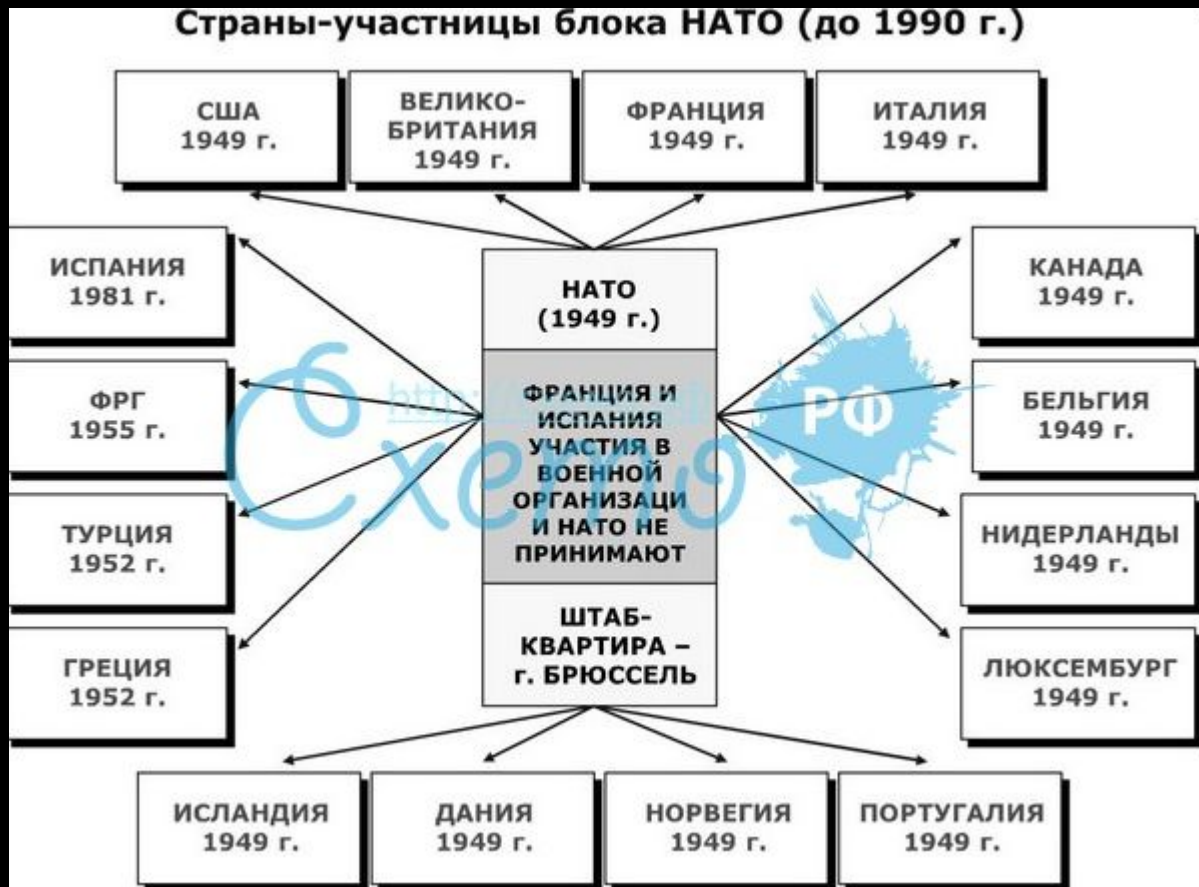 Страны-участницы блока НАТО (до 1990 г.)
США
1949 г.
ВЕЛИКО-
БРИТАНИЯ
1949 г.
ФРАНЦИЯ
1949 г.
ИТАЛИЯ
1949 г.
ИСПАНИЯ
1981 г.
ФРГ
1955 г.
ТУРЦИЯ
1952 г.
ГРЕЦИЯ
1952 г.
НАТО
(1949 г.)
ФРАНЦИЯ И
ИСПАНИЯ
УЧАСТИЯ В
ВОЕННОЙ
ОРГАНИЗАЦИ
И НАТО НЕ
ПРИНИМАЮТ
ШТАБ-
КВАРТИРА –
г. БРЮССЕЛЬ
КАНАДА
1949 г.
БЕЛЬГИЯ
1949 г.
НИДЕРЛАНДЫ
1949 г.
ЛЮКСЕМБУРГ
1949 г.
ИСЛАНДИЯ
1949 г.
ДАНИЯ
1949 г.
НОРВЕГИЯ
1949 г.
ПОРТУГАЛИЯ
1949 г.
Схемо
РФ